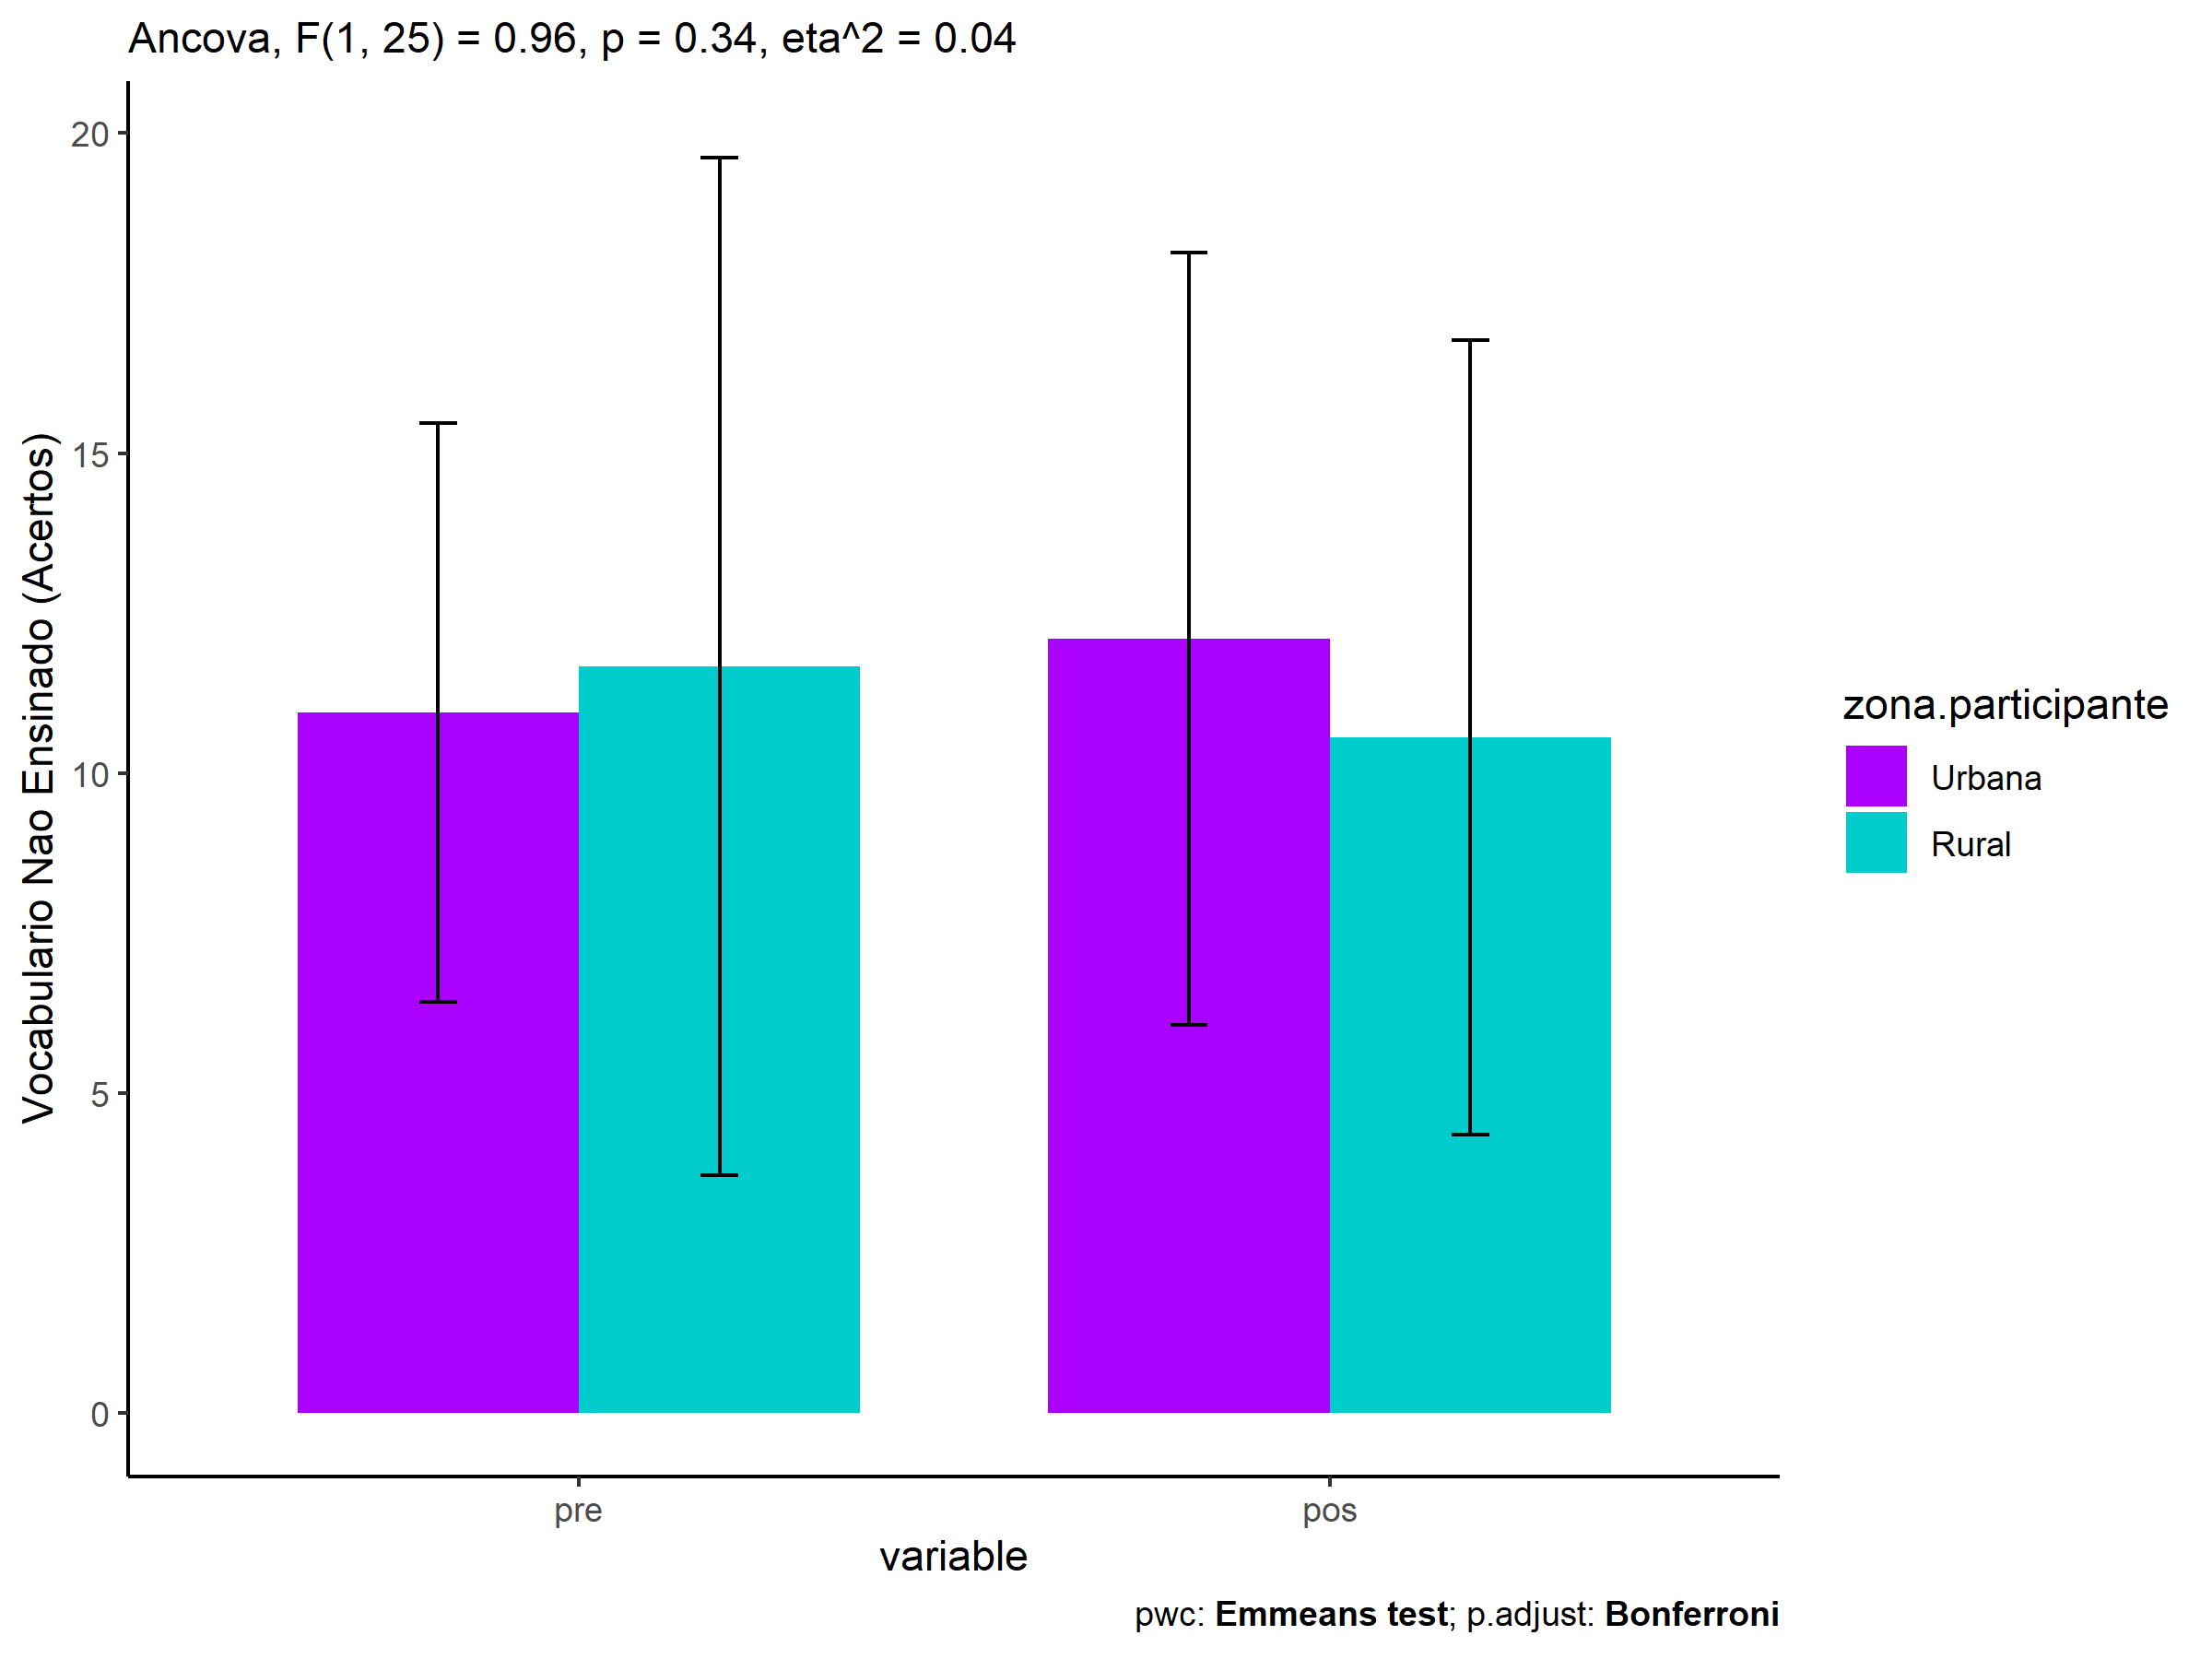 Ancova, F(1, 25) = 0.96, p = 0.34, eta^2 = 0.04
Vocabulario Nao Ensinado (Acertos)
20
15
10
5
0
pre
pos
variable
zona.participante
Urbana
Rural
pwc: Emmeans test; p.adjust: Bonferroni